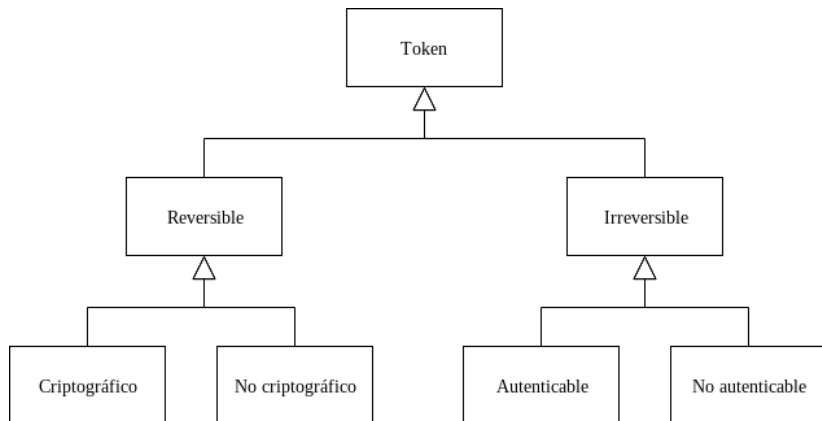 Token
Reversible
Irreversible
Criptográfico
No criptográfico
Autenticable
No autenticable